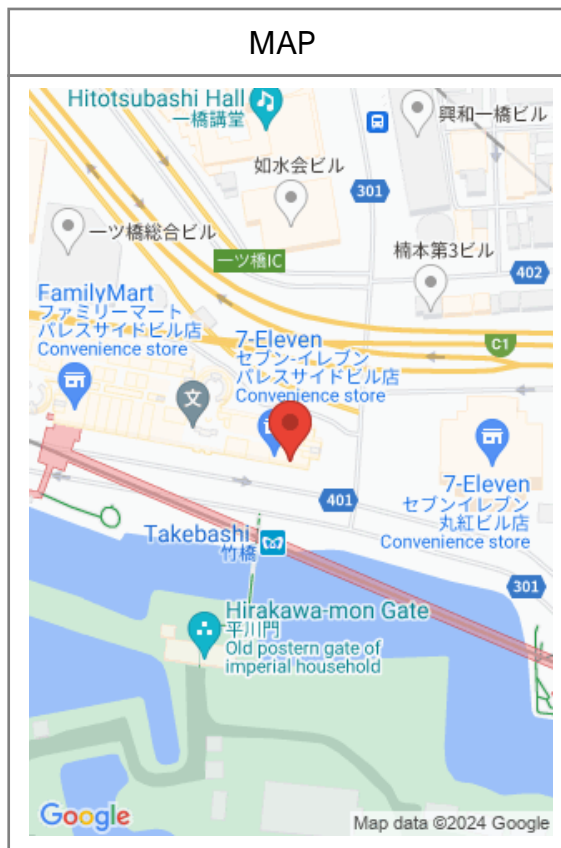 MAP
Hitotsubashi Hall
一橋講堂
興和一橋ビル
如水会ビル
301
一ツ橋総合ビル
一ツ橋IC
楠本第3ビル
402
FamilyMart
ファミリーマート
パレスサイドビル店
Convenience store
7-Eleven
セブン-イレブン
パレスサイドビル店
Convenience store
C1
文
7-Eleven
セブンイレブン
丸紅ビル店
Convenience store
401
Takebashi
竹橋
301
Hirakawa-mon Gate
平川門
Old postern gate of
imperial household
Google
Map data ©2024 Google